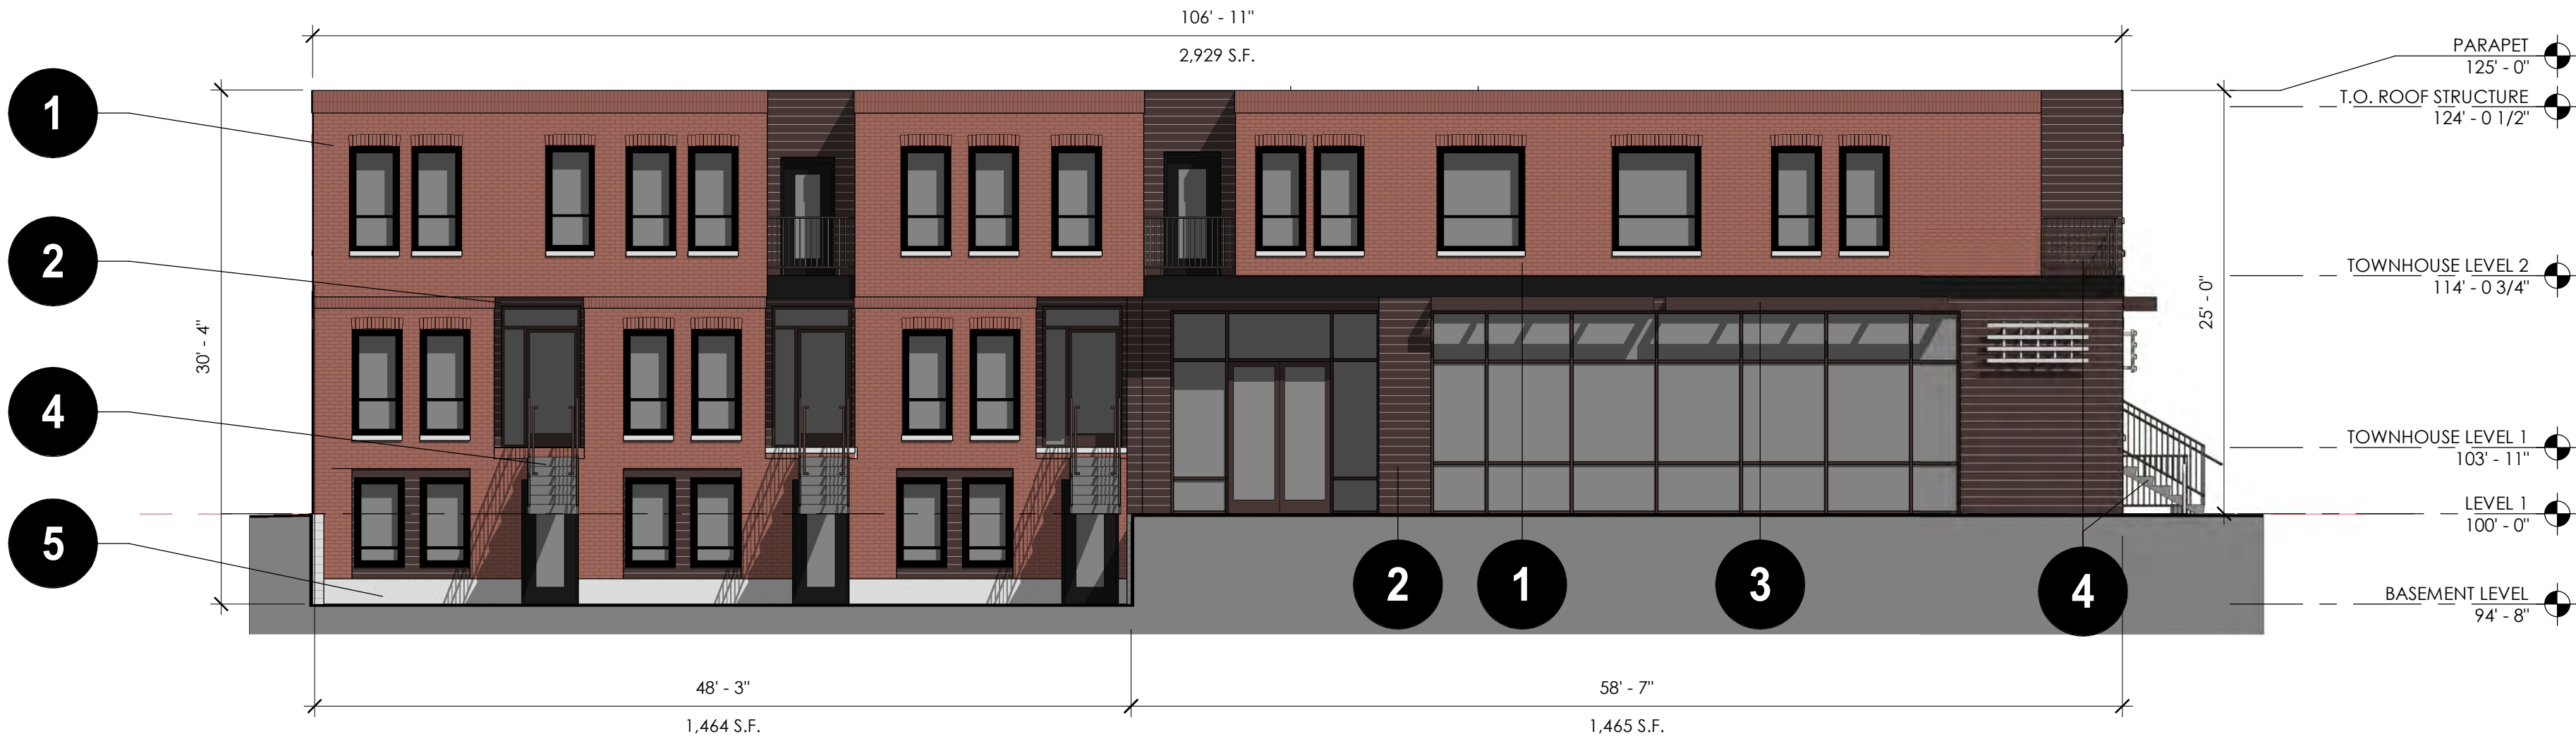 106' - 11"
2,929 S.F.
PARAPET
125' - 0"
T.O. ROOF STRUCTURE
124' - 0 1/2"
1
2
TOWNHOUSE LEVEL 2
114' - 0 3/4"
30' - 4"
25' - 0"
4
TOWNHOUSE LEVEL 1
103' - 11"
LEVEL 1
100' - 0"
5
2
1
3
4
BASEMENT LEVEL
94' - 8"
48' - 3"
58' - 7"
1,464 S.F.
1,465 S.F.